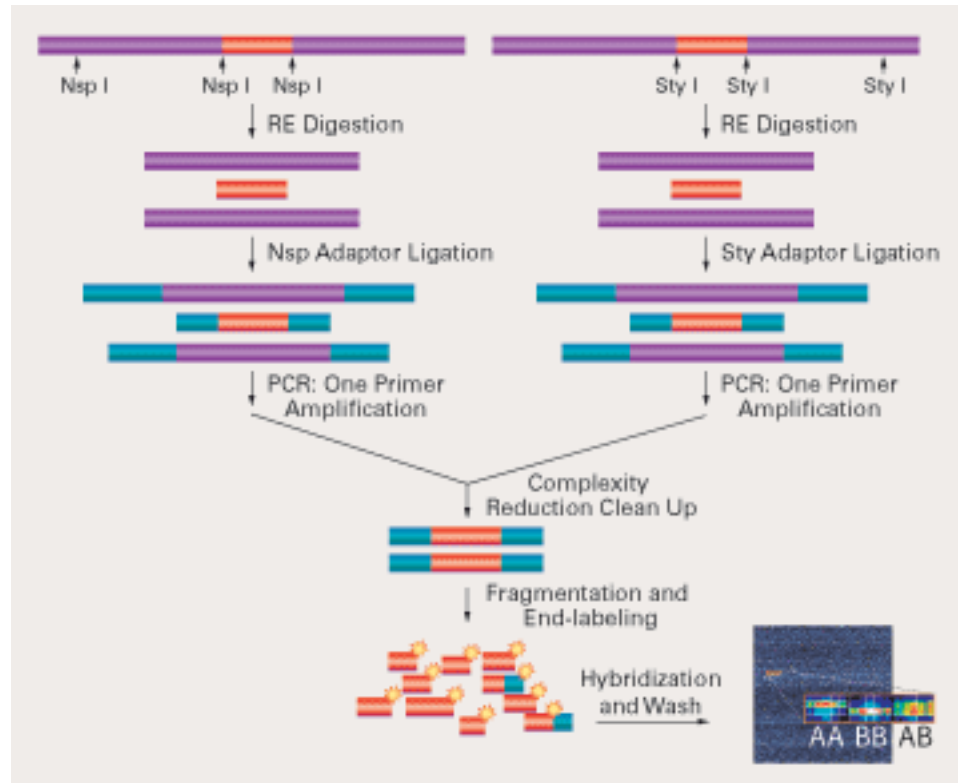 Nsp I Nsp I Nsp I Sty I Sty I Sty I
RE Digestion RE Digestion
Nsp Adaptor Ligation Sty Adaptor Ligation
PCR: One Primer
Amplification
PCR: One Primer
Amplification
Complexity
Reduction Clean Up
Fragmentation and
End-labeling
Hybridization
and Wash
AA BB AB